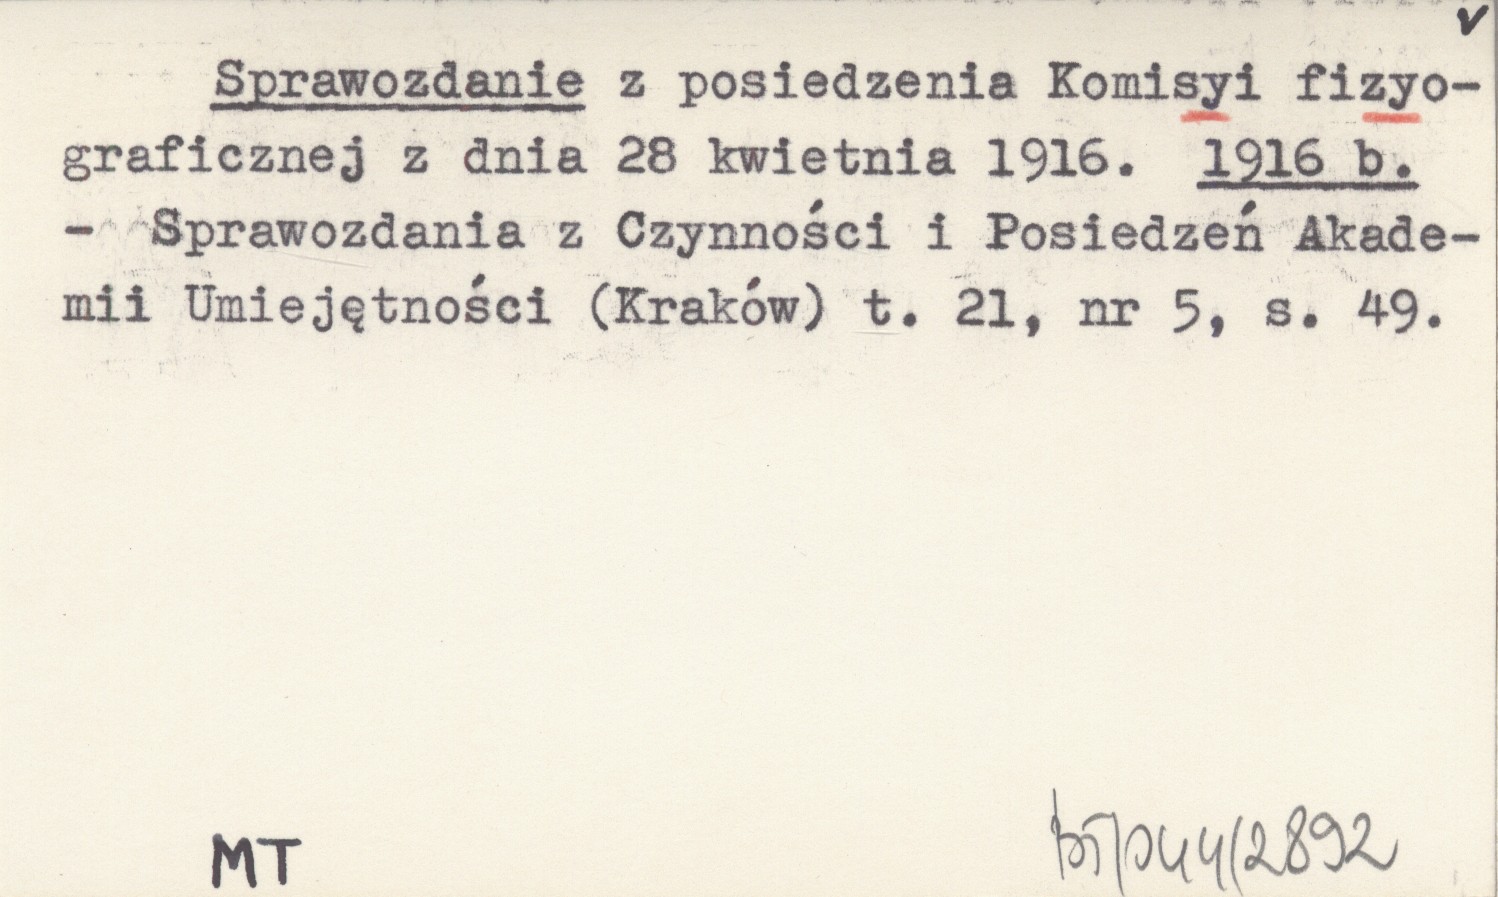 v
Sprawozdanie z posiedzenia Komisyi fizyo-
graficznej z dnia 28 kwietnia 1916. 1916 b.
- Sprawozdania z Czynności i Posiedzeń Akade-
mii Umiejętności (Kraków) t. 21, nr 5, s. 49.
MT
2892